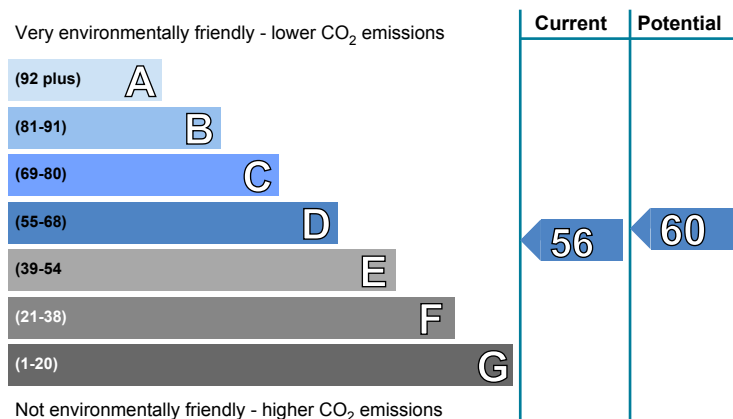 Very environmentally friendly - lower CO2 emissions
Current
Potential
(92 plus) A
(81-91) B
(69-80) C
(55-68) D
(39-54 E
(21-38) F
(1-20) G
56
60
Not environmentally friendly - higher CO2 emissions